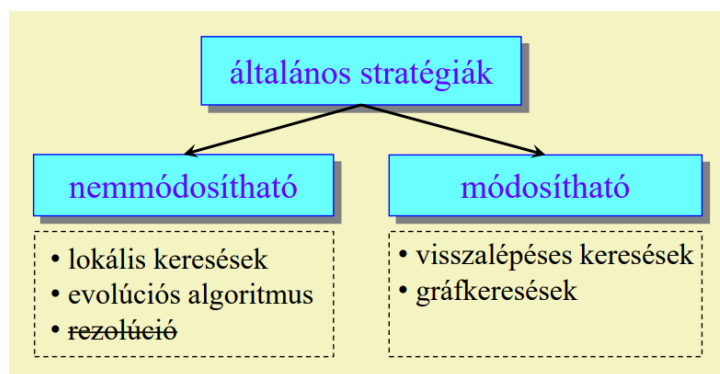 általános stratégiák
nemmódosítható
• lokális keresések
• evolúciós algoritmus
• rezolúció
módosítható
• visszalépéses keresések
• gráfkeresések